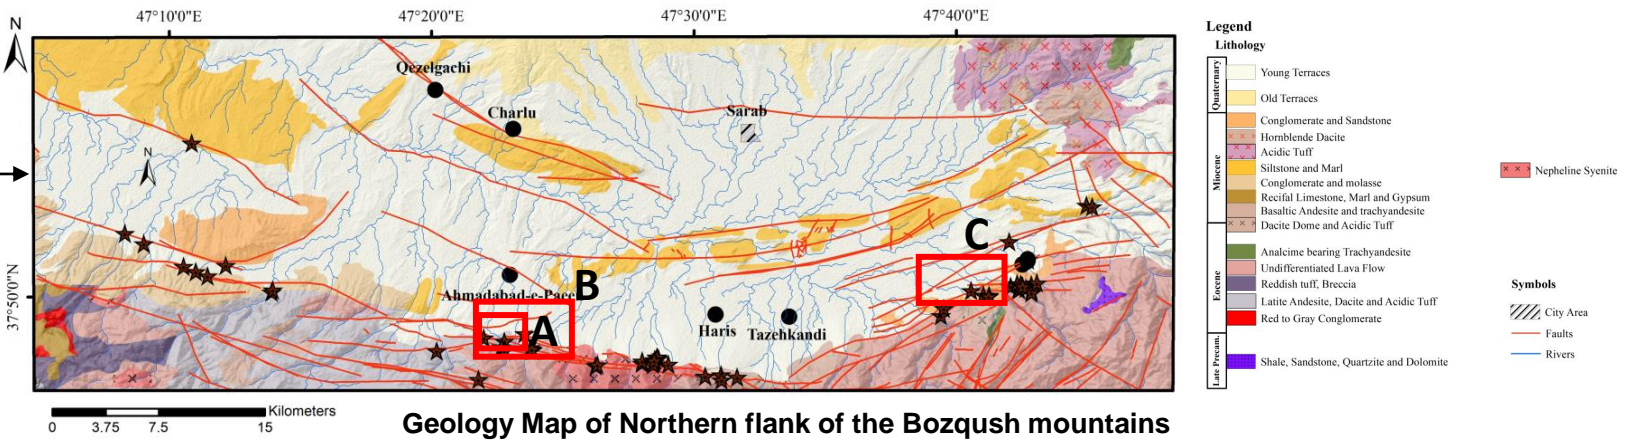 47°10'0"E 47°20'0"E 47°30'0"E 47°40'0"E
N
Qezelgachi
Charlu
Sarab
N
C
37°50'0"N
B
Ahmadabad-e-Paee
A
Haris
Tazehkandi
Kilometers
0 3.75 7.5 15
Geology Map of Northern flank of the Bozqush mountains
Legend
Lithology
Quaternary
Young Terraces
Old Terraces
Miocene
Conglomerate and Sandstone
Hornblende Dacite
Acidic Tuff
Siltstone and Marl
Conglomerate and molasse
Recifal Limestone, Marl and Gypsum
Basaltic Andesite and trachyandesite
Dacite Dome and Acidic Tuff
Eocene
Analcime bearing Trachyandesite
Undifferentiated Lava Flow
Reddish tuff, Breccia
Latite Andesite, Dacite and Acidic Tuff
Red to Gray Conglomerate
Late Precam.
Shale, Sandstone, Quartzite and Dolomite
Nepheline Syenite
Symbols
City Area
Faults
Rivers